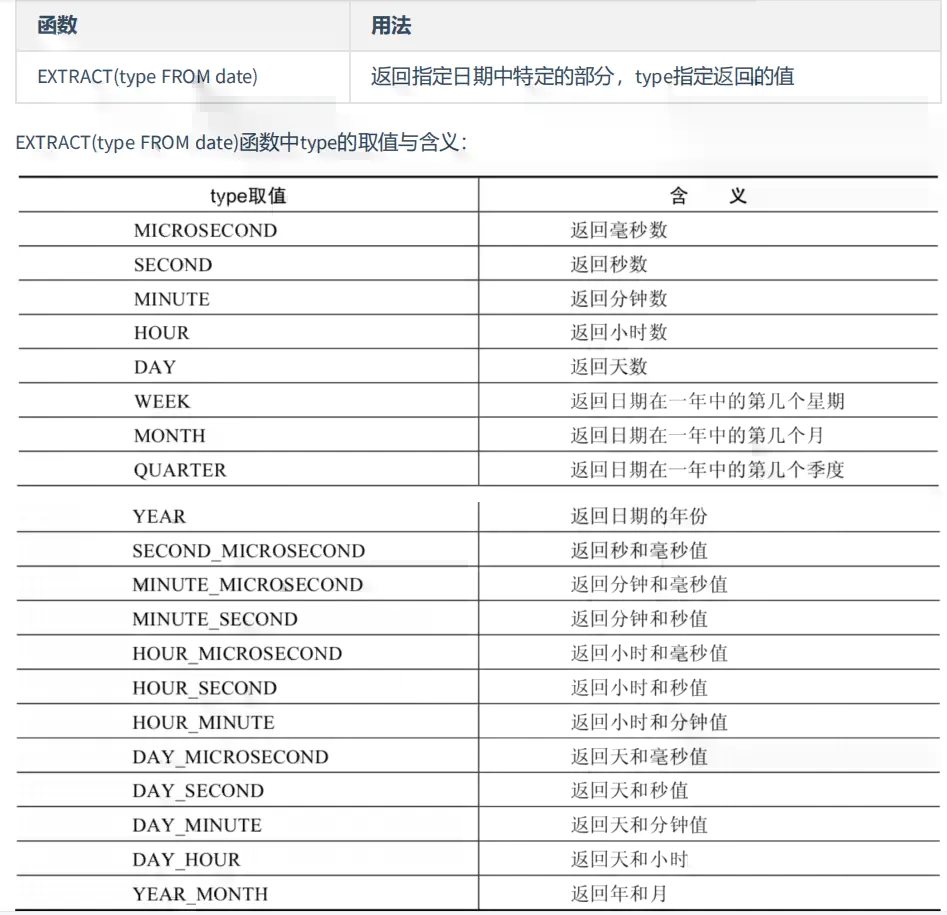 函数 用法
EXTRACT(type FROM date) 返回指定日期中特定的部分，type指定返回的值
EXTRACT(type FROM date)函数中type的取值与含义：
type取值 含 义
MICROSECOND 返回毫秒数
SECOND 返回秒数
MINUTE 返回分钟数
HOUR 返回小时数
DAY 返回天数
WEEK 返回日期在一年中的第几个星期
MONTH 返回日期在一年中的第几个月
QUARTER 返回日期在一年中的第几个季度
YEAR 返回日期的年份
SECOND_MICROSECOND 返回秒和毫秒值
MINUTE_MICROSECOND 返回分钟和毫秒值
MINUTE_SECOND 返回分钟和秒值
HOUR_MICROSECOND 返回小时和毫秒值
HOUR_SECOND 返回小时和秒值
HOUR_MINUTE 返回小时和分钟值
DAY_MICROSECOND 返回天和毫秒值
DAY_SECOND 返回天和秒值
DAY_MINUTE 返回天和分钟值
DAY_HOUR 返回天和小时
YEAR_MONTH 返回年和月